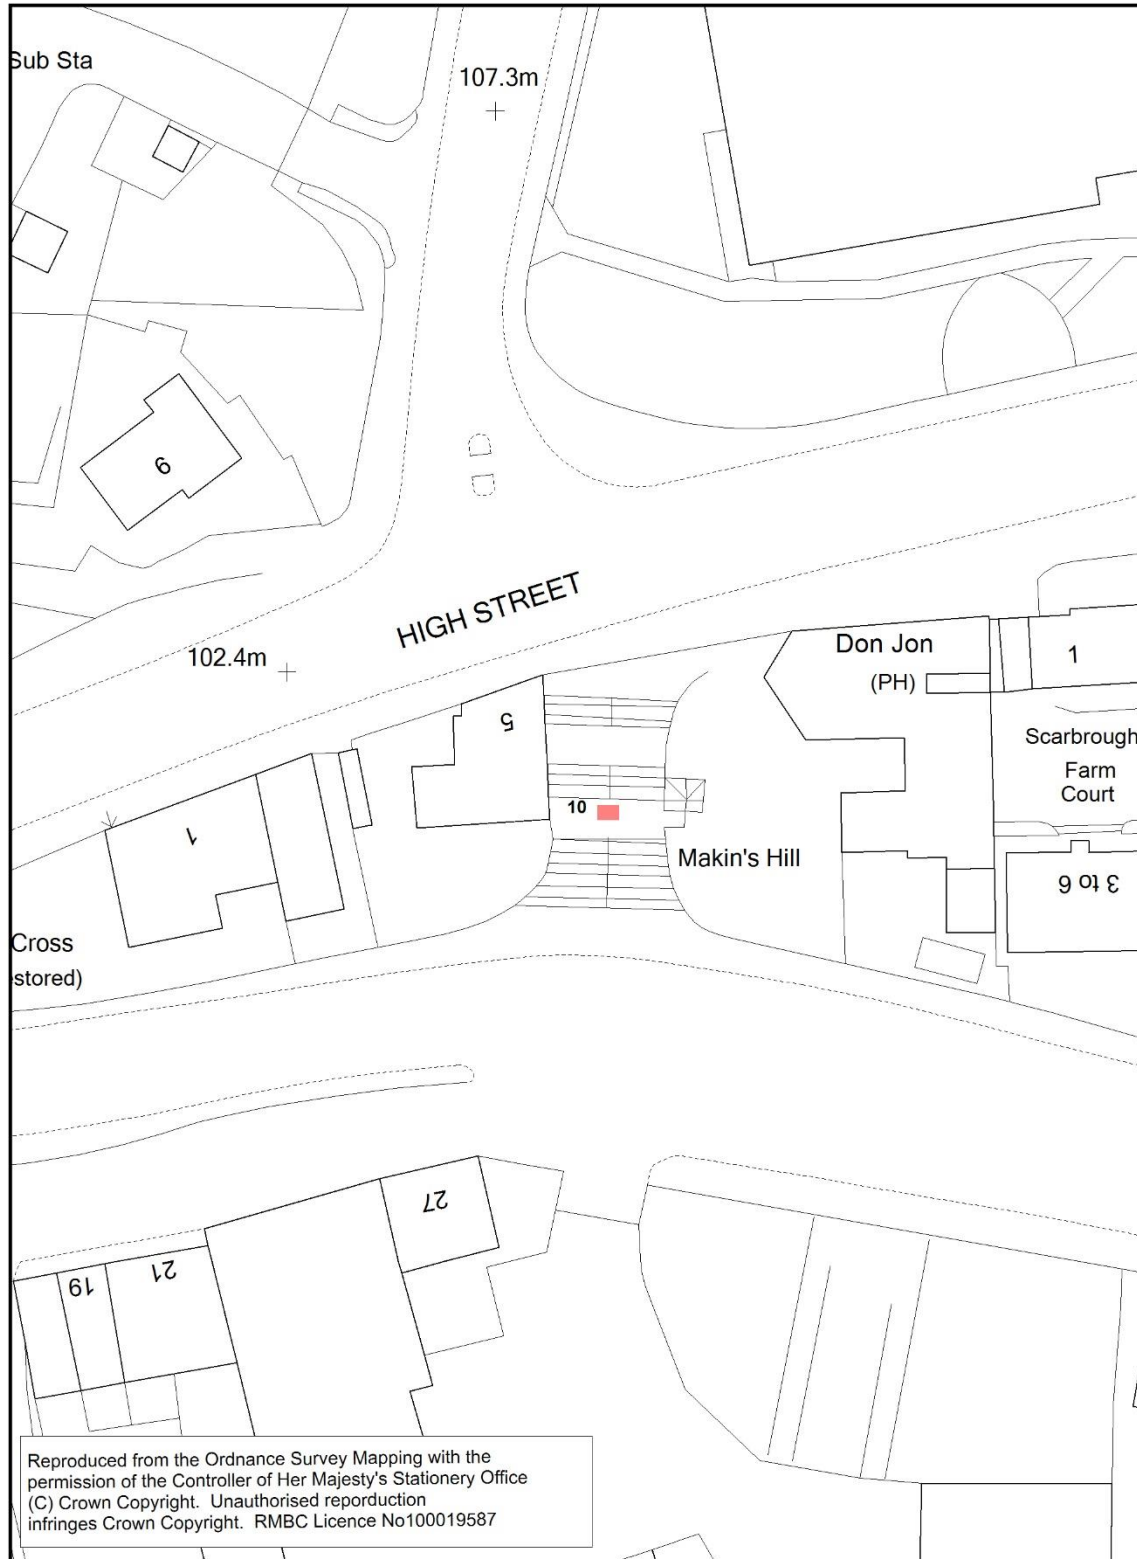 Sub Sta
107.3m
9
HIGH STREET
102.4m
Don Jon
(PH)
1
5
Scarbrough
Farm
Court
10
1
Makin's Hill
3 to 6
Cross
stored)
27
21
19
Reproduced from the Ordnance Survey Mapping with the
permission of the Controller of Her Majesty's Stationery Office
(C) Crown Copyright. Unauthorised reporduction
infringes Crown Copyright. RMBC Licence No100019587